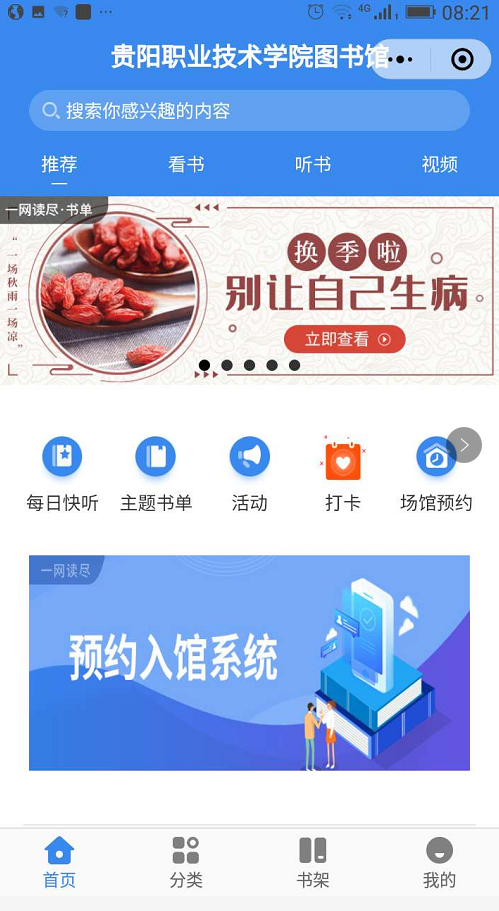 4G 08:21
贵阳职业技术学院图书馆
搜索你感兴趣的内容
推荐 看书 听书 视频
一网读尽·书单
“一场秋雨一场凉”
换季啦
别让自己生病
立即查看
每日快听 主题书单 活动 打卡 场馆预约
一网读尽
预约入馆系统
首页 分类 书架 我的